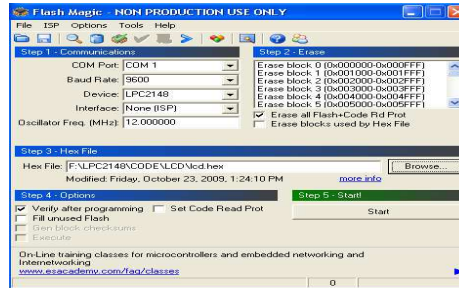 Flash Magic - NON PRODUCTION USE ONLY
File ISP Options Tools Help
Step 1 - Communications
COM Port: COM 1
Baud Rate: 9600
Device: LPC2148
Interface: None (ISP)
Oscillator Freq. (MHz): 12.000000
Step 2 - Erase
Erase block 0 (0x000000-0x000FFF)
Erase block 1 (0x001000-0x001FFF)
Erase block 2 (0x002000-0x002FFF)
Erase block 3 (0x003000-0x003FFF)
Erase block 4 (0x004000-0x004FFF)
Erase block 5 (0x005000-0x005FFF)
Erase all Flash+Code Rd Prot
Erase blocks used by Hex File
Step 3 - Hex File
Hex File: F:\LPC2148\CODE\LCD\lcd.hex Browse...
Modified: Friday, October 23, 2009, 1:24:10 PM more info
Step 4 - Options
Verify after programming Set Code Read Prot
Fill unused Flash
Gen block checksums
Execute
Step 5 - Start!
Start
On-Line training classes for microcontrollers and embedded networking and
Internetworking
www.esacademy.com/faq/classes
0